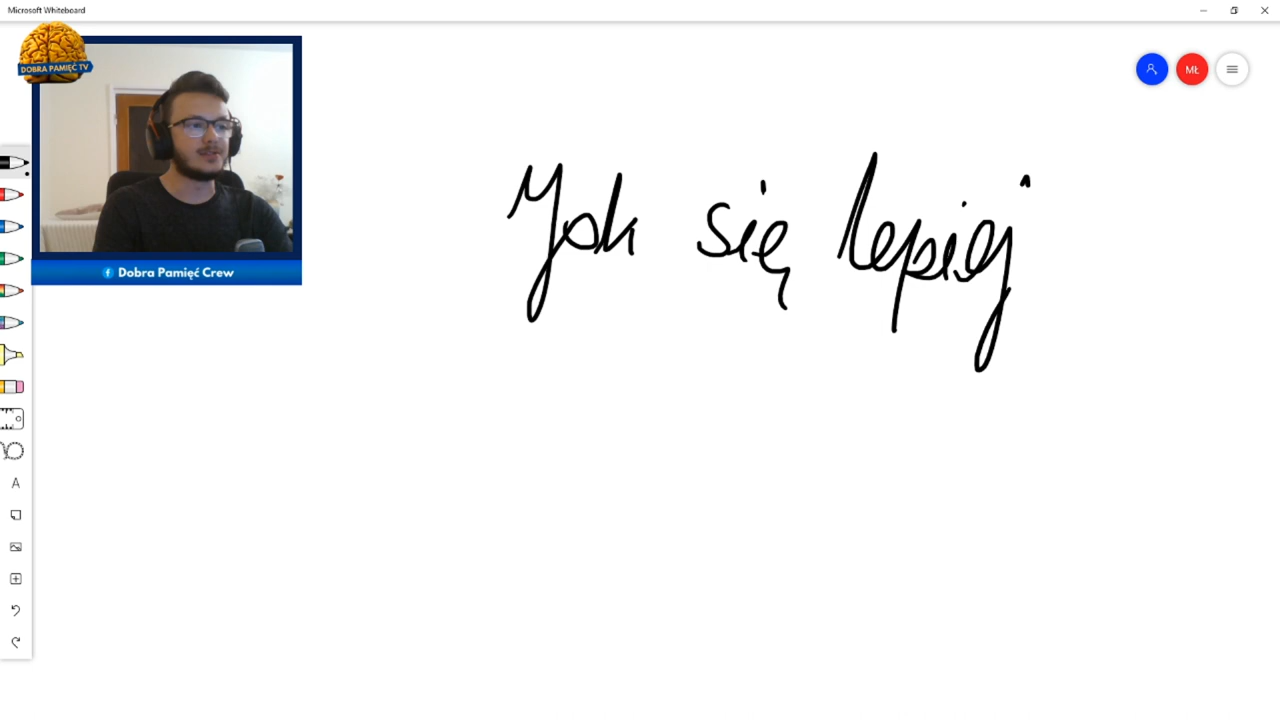 Microsoft Whiteboard
DOBRA PAMIĘĆ TV
MŁ
Jak się lepiej
Dobra Pamięć Crew
A